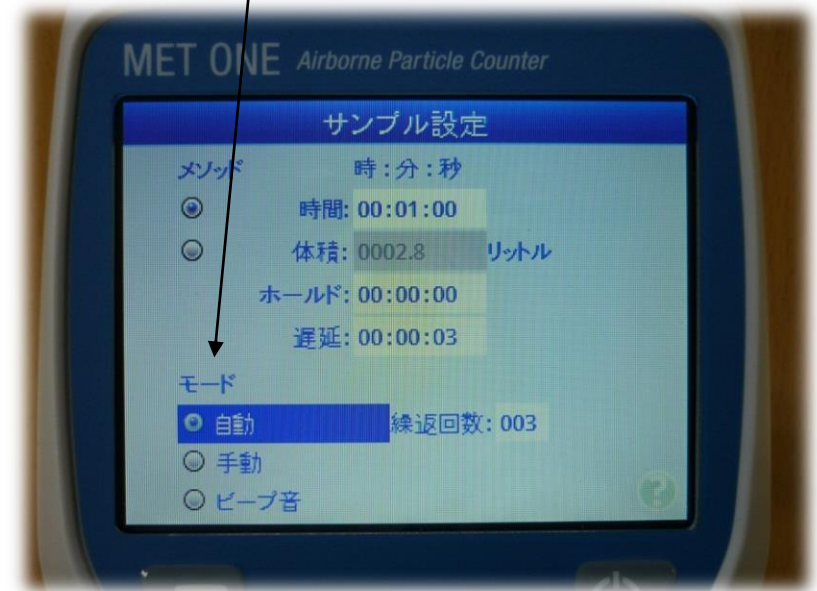 MET ONE Airborne Particle Counter
サンプル設定
メソッド 時:分:秒
時間: 00:01:00
体積: 0002.8 リットル
ホールド: 00:00:00
遅延: 00:00:03
モード
自動 繰返回数: 003
手動
ビープ音
?